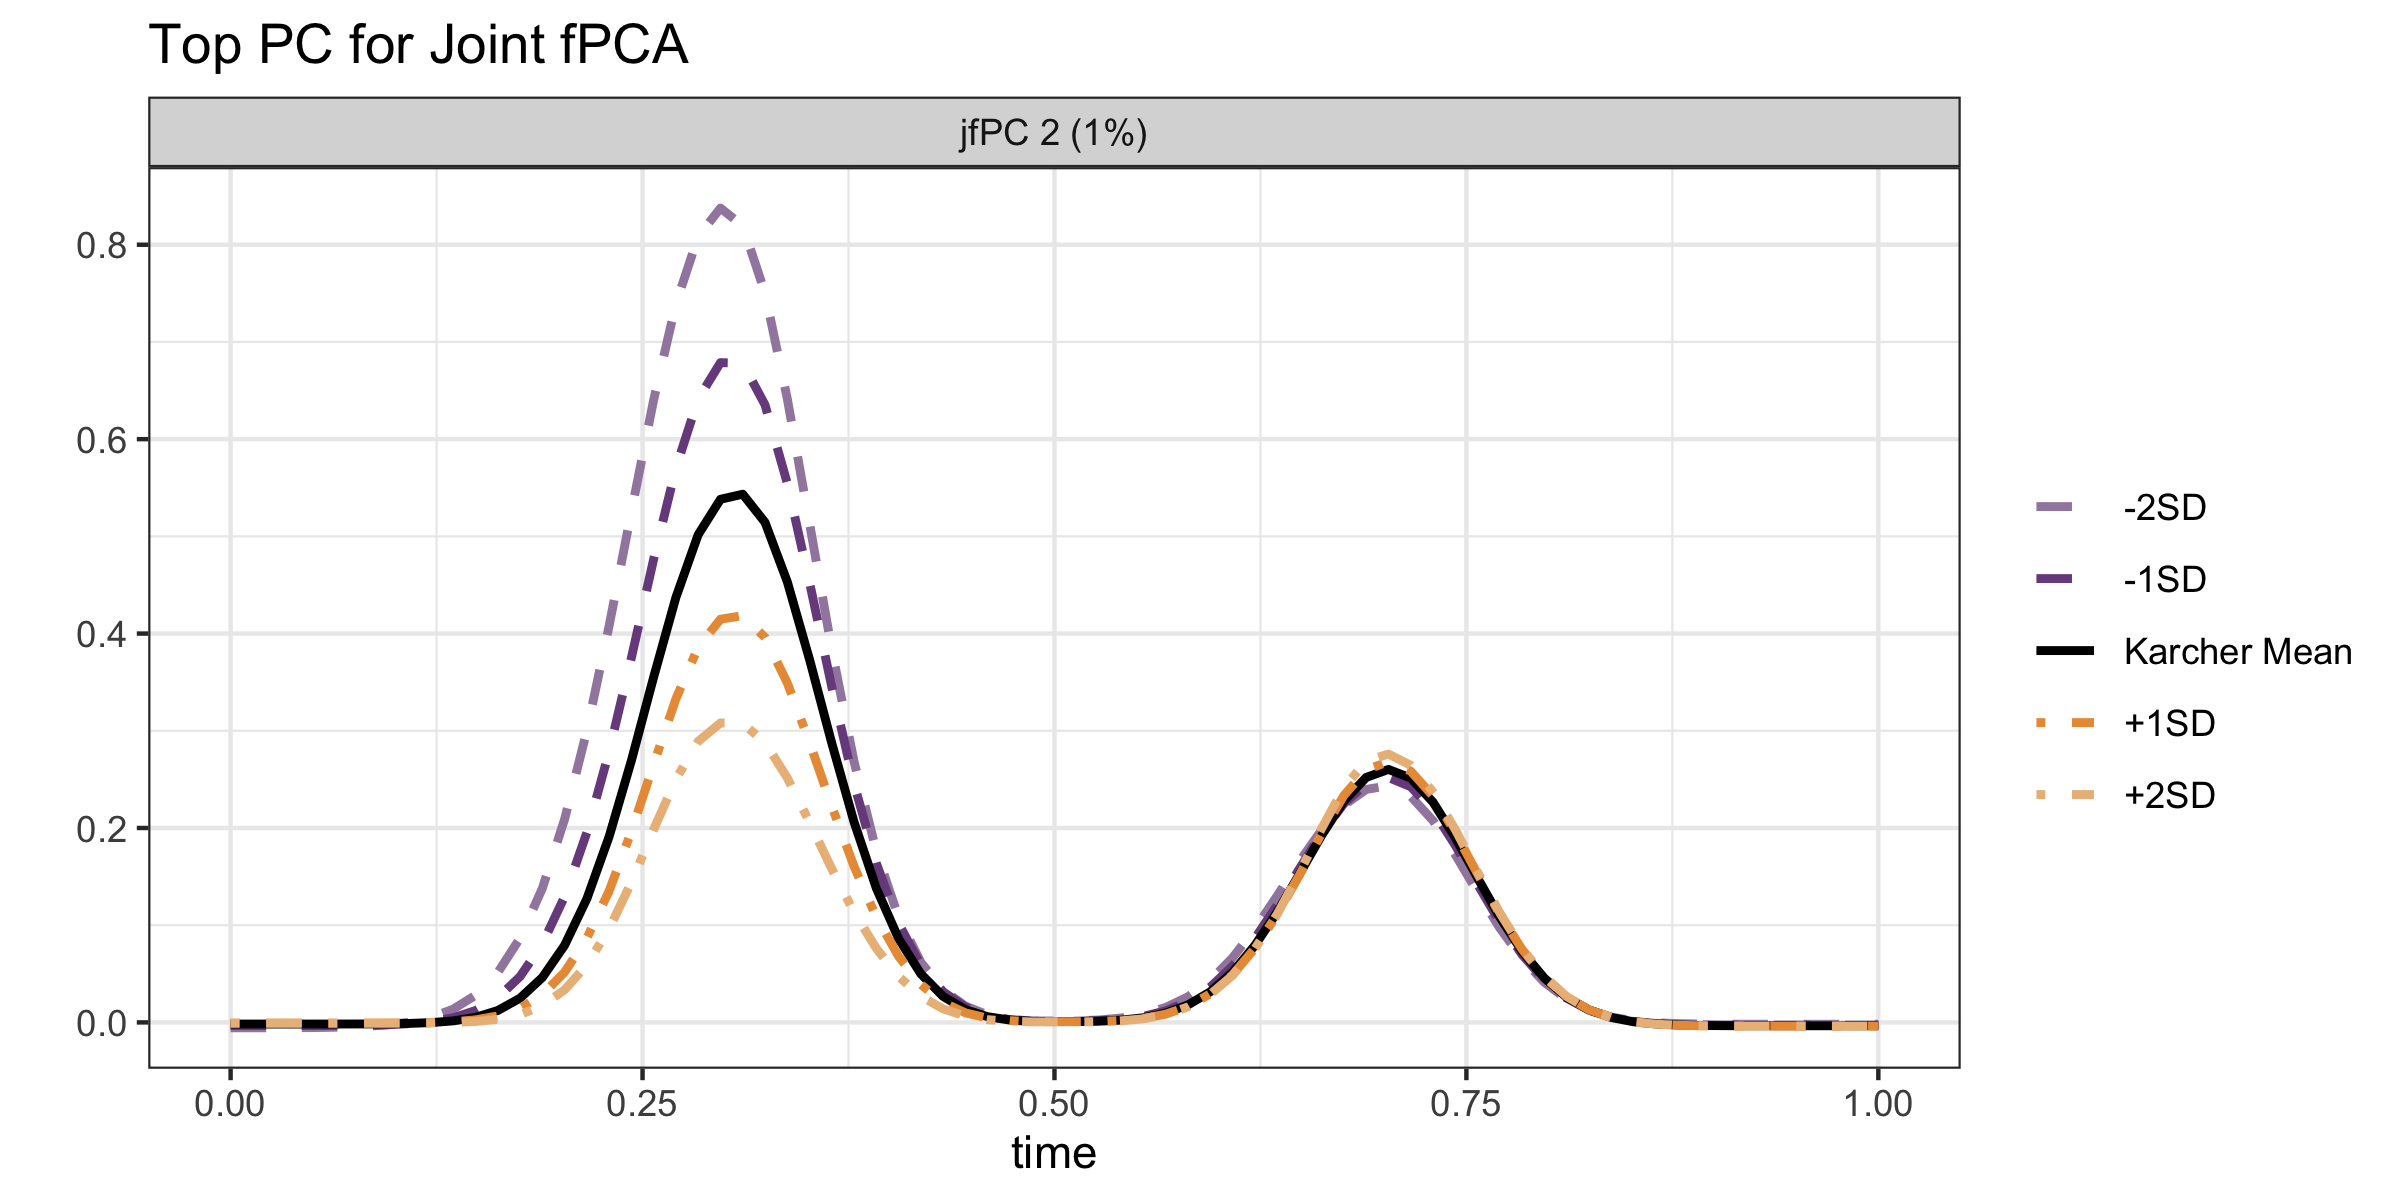 Top PC for Joint fPCA
jfPC 2 (1%)
0.8
0.6
0.4
0.2
0.0
0.00
0.25
0.50
0.75
1.00
time
-2SD
-1SD
Karcher Mean
+1SD
+2SD